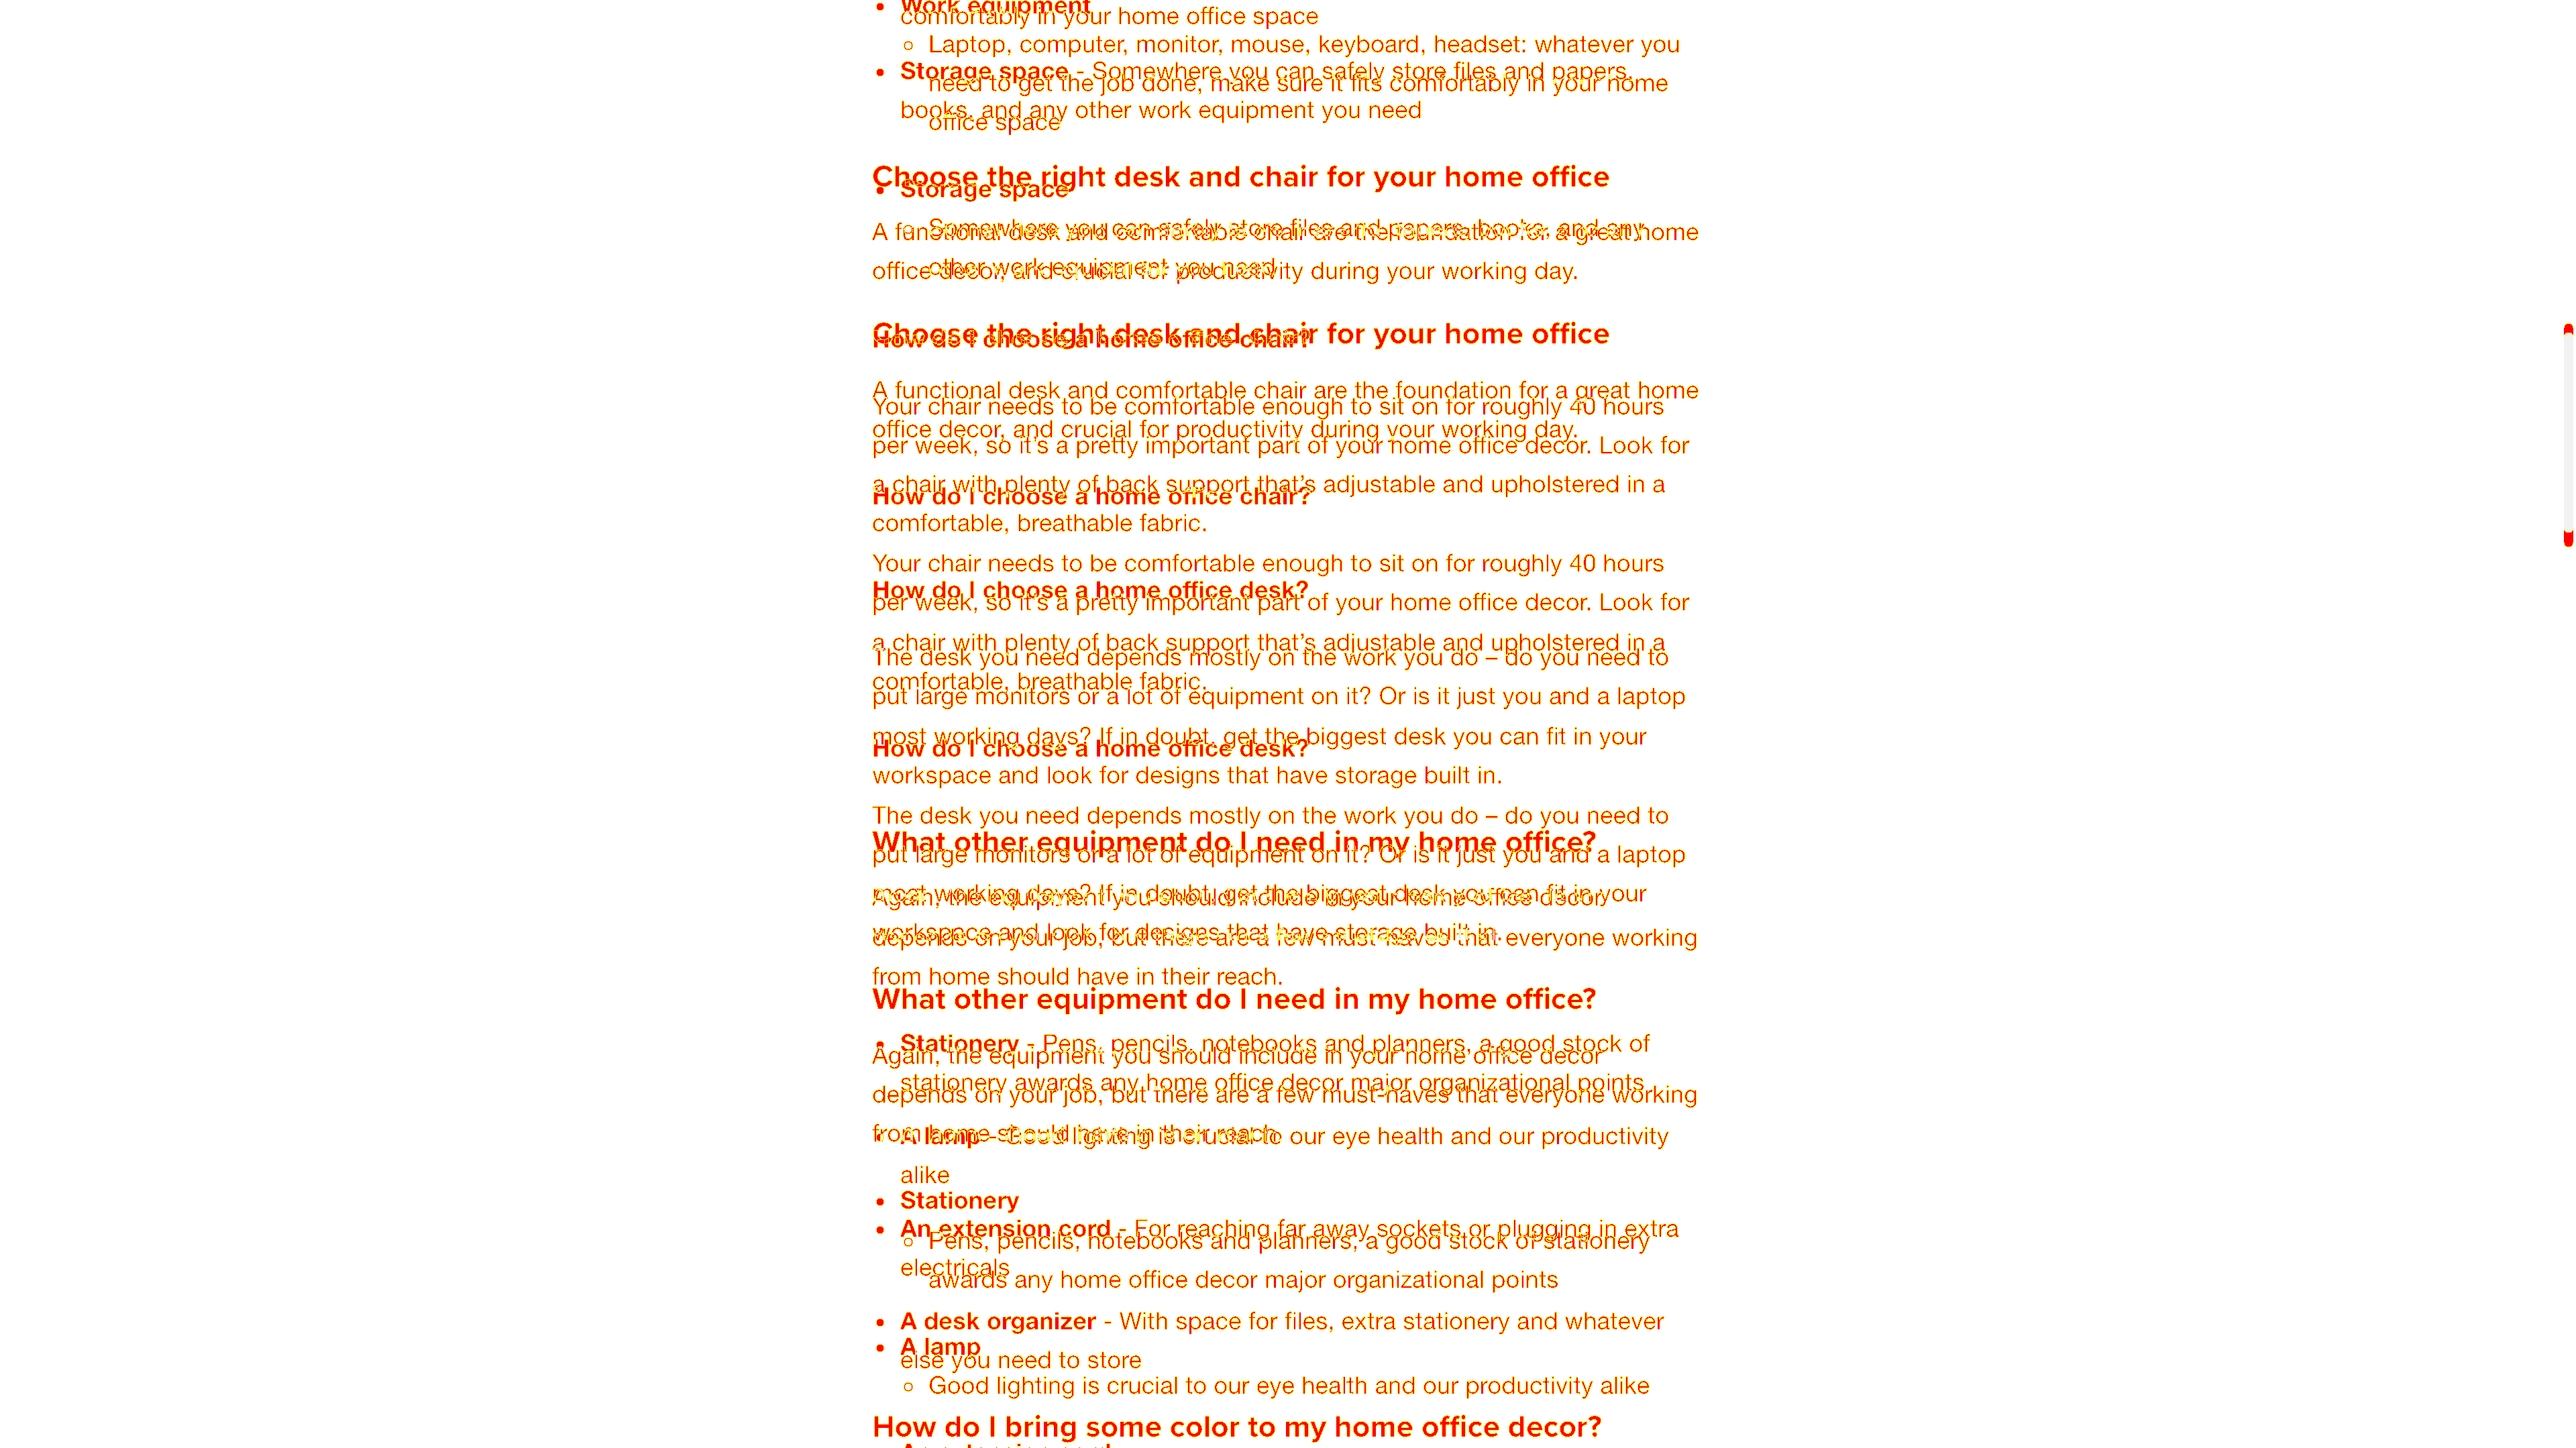 • Work equipment
comfortably in your home office space
○ Laptop, computer, monitor, mouse, keyboard, headset: whatever you
• Storage space - Somewhere you can safely store files and papers,
need to get the job done, make sure it fits comfortably in your home
books, and any other work equipment you need
office space
Choose the right desk and chair for your home office
• Storage space
○ Somewhere you can safely store files and papers, books, and any
A functional desk and comfortable chair are the foundation for a great home
other work equipment you need
office decor, and crucial for productivity during your working day.
Choose the right desk and chair for your home office
How do I choose a home office chair?
A functional desk and comfortable chair are the foundation for a great home
Your chair needs to be comfortable enough to sit on for roughly 40 hours
office decor, and crucial for productivity during your working day.
per week, so it’s a pretty important part of your home office decor. Look for
a chair with plenty of back support that’s adjustable and upholstered in a
How do I choose a home office chair?
comfortable, breathable fabric.
Your chair needs to be comfortable enough to sit on for roughly 40 hours
How do I choose a home office desk?
per week, so it’s a pretty important part of your home office decor. Look for
a chair with plenty of back support that’s adjustable and upholstered in a
The desk you need depends mostly on the work you do – do you need to
comfortable, breathable fabric.
put large monitors or a lot of equipment on it? Or is it just you and a laptop
most working days? If in doubt, get the biggest desk you can fit in your
How do I choose a home office desk?
workspace and look for designs that have storage built in.
The desk you need depends mostly on the work you do – do you need to
What other equipment do I need in my home office?
put large monitors or a lot of equipment on it? Or is it just you and a laptop
most working days? If in doubt, get the biggest desk you can fit in your
Again, the equipment you should include in your home office decor
workspace and look for designs that have storage built in.
depends on your job, but there are a few must-haves that everyone working
from home should have in their reach.
What other equipment do I need in my home office?
• Stationery - Pens, pencils, notebooks and planners, a good stock of
Again, the equipment you should include in your home office decor
stationery awards any home office decor major organizational points
depends on your job, but there are a few must-haves that everyone working
from home should have in their reach.
• A lamp - Good lighting is crucial to our eye health and our productivity
alike
• Stationery
• An extension cord - For reaching far away sockets or plugging in extra
○ Pens, pencils, notebooks and planners, a good stock of stationery
electricals
awards any home office decor major organizational points
• A desk organizer - With space for files, extra stationery and whatever
• A lamp
else you need to store
○ Good lighting is crucial to our eye health and our productivity alike
How do I bring some color to my home office decor?